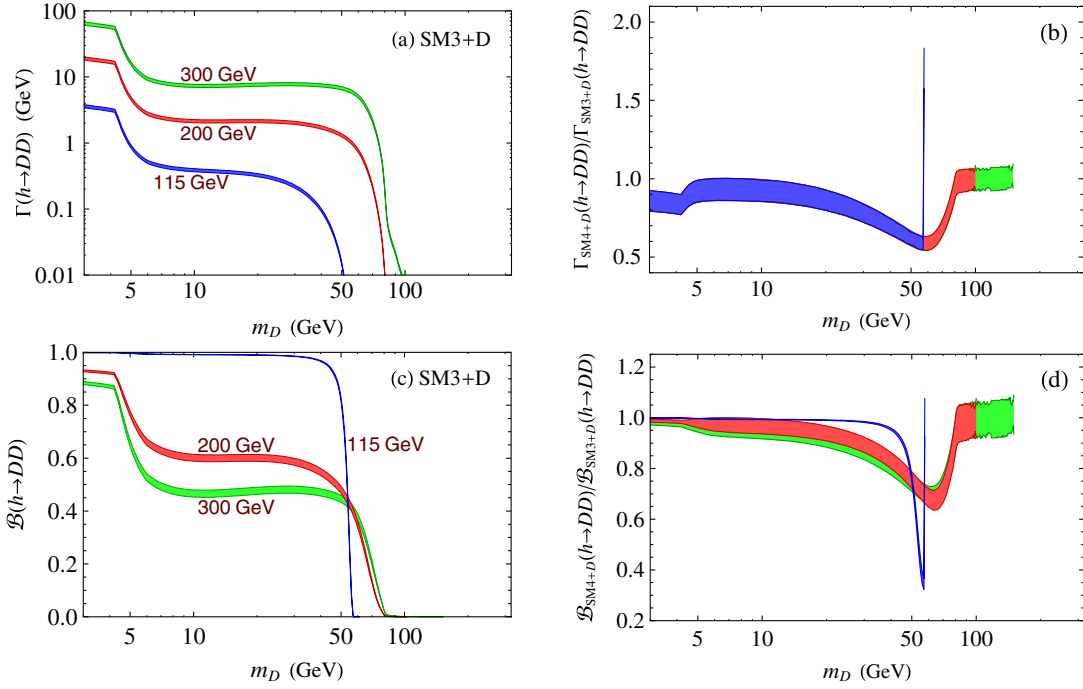 (a) SM3+D
300 GeV
200 GeV
115 GeV
Γ(h→DD) (GeV)
100
10
1
0.1
0.01
5
10
50
100
m_D (GeV)
(b)
Γ_SM4+D(h→DD)/Γ_SM3+D(h→DD)
2.0
1.5
1.0
0.5
5
10
50
100
m_D (GeV)
(c) SM3+D
200 GeV
115 GeV
300 GeV
ℬ(h→DD)
1.0
0.8
0.6
0.4
0.2
0.0
5
10
50
100
m_D (GeV)
(d)
ℬ_SM4+D(h→DD)/ℬ_SM3+D(h→DD)
1.2
1.0
0.8
0.6
0.4
0.2
5
10
50
100
m_D (GeV)